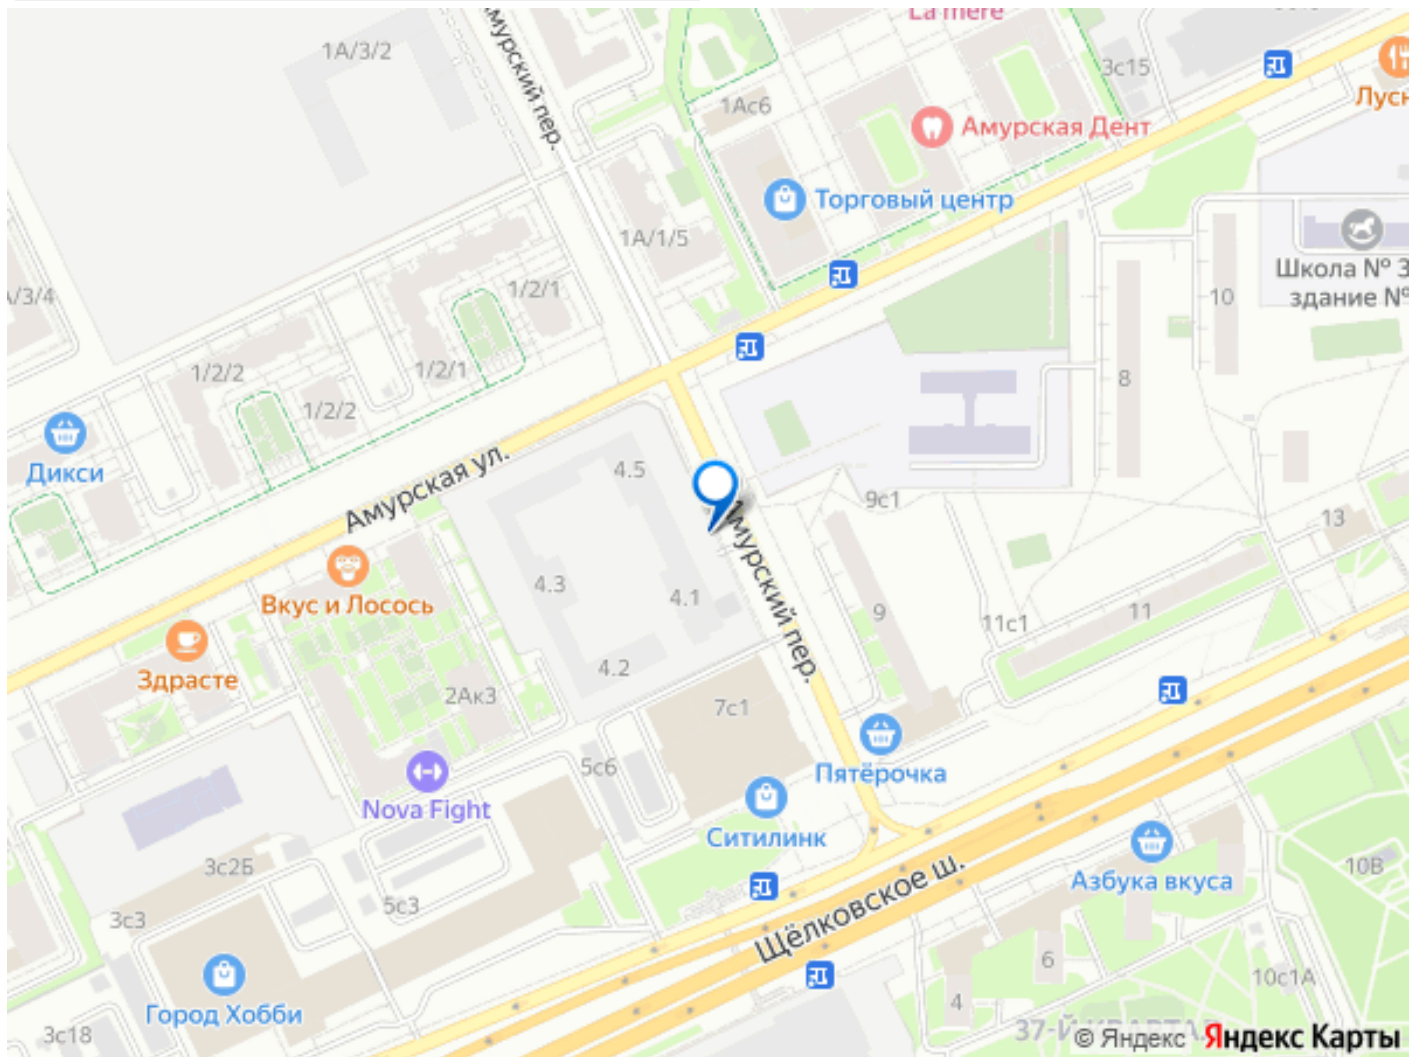 La mere
1А/3/2
Амурский пер.
3с15
1Ас6
Амурская Дент
Торговый центр
1А/1/5
Школа № 3
здание №
10
/3/4
1/2/1
1/2/2
1/2/1
8
1/2/2
Дикси
Амурская ул.
4.5
9с1
13
Амурский пер.
4.3
4.1
Вкус и Лосось
9
11с1
11
4.2
Здрасте
2Ак3
7с1
5с6
Пятёрочка
Nova Fight
Ситилинк
3с2Б
Щёлковское ш.
Азбука вкуса
10В
5с3
3с3
6
10с1А
4
Город Хобби
3с18
37-Й КВАРТАЛ
© Яндекс Яндекс Карты